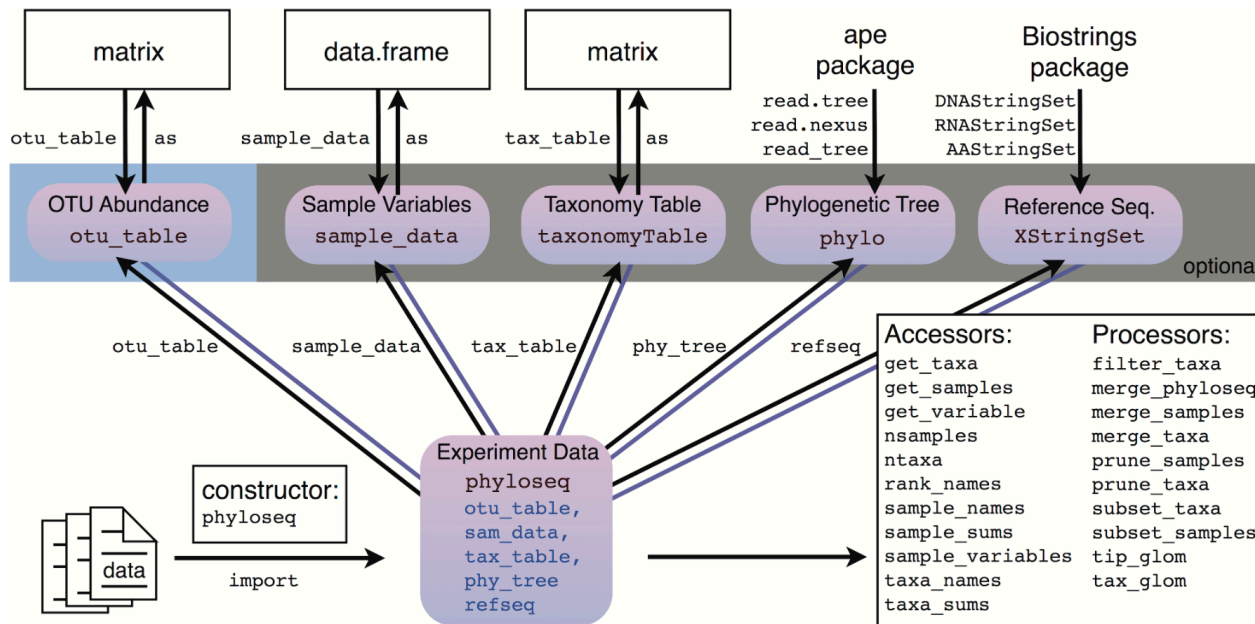 matrix
data.frame
matrix
ape
package
Biostrings
package
otu_table
as
sample_data
as
tax_table
as
read.tree
read.nexus
read_tree
DNAStringSet
RNAStringSet
AAStringSet
OTU Abundance
otu_table
Sample Variables
sample_data
Taxonomy Table
taxonomyTable
Phylogenetic Tree
phylo
Reference Seq.
XStringSet
optiona
otu_table
sample_data
tax_table
phy_tree
refseq
data
constructor:
phyloseq
import
Experiment Data
phyloseq
otu_table,
sam_data,
tax_table,
phy_tree
refseq
Accessors:
get_taxa
get_samples
get_variable
nsamples
ntaxa
rank_names
sample_names
sample_sums
sample_variables
taxa_names
taxa_sums
Processors:
filter_taxa
merge_phyloseq
merge_samples
merge_taxa
prune_samples
prune_taxa
subset_taxa
subset_samples
tip_glom
tax_glom